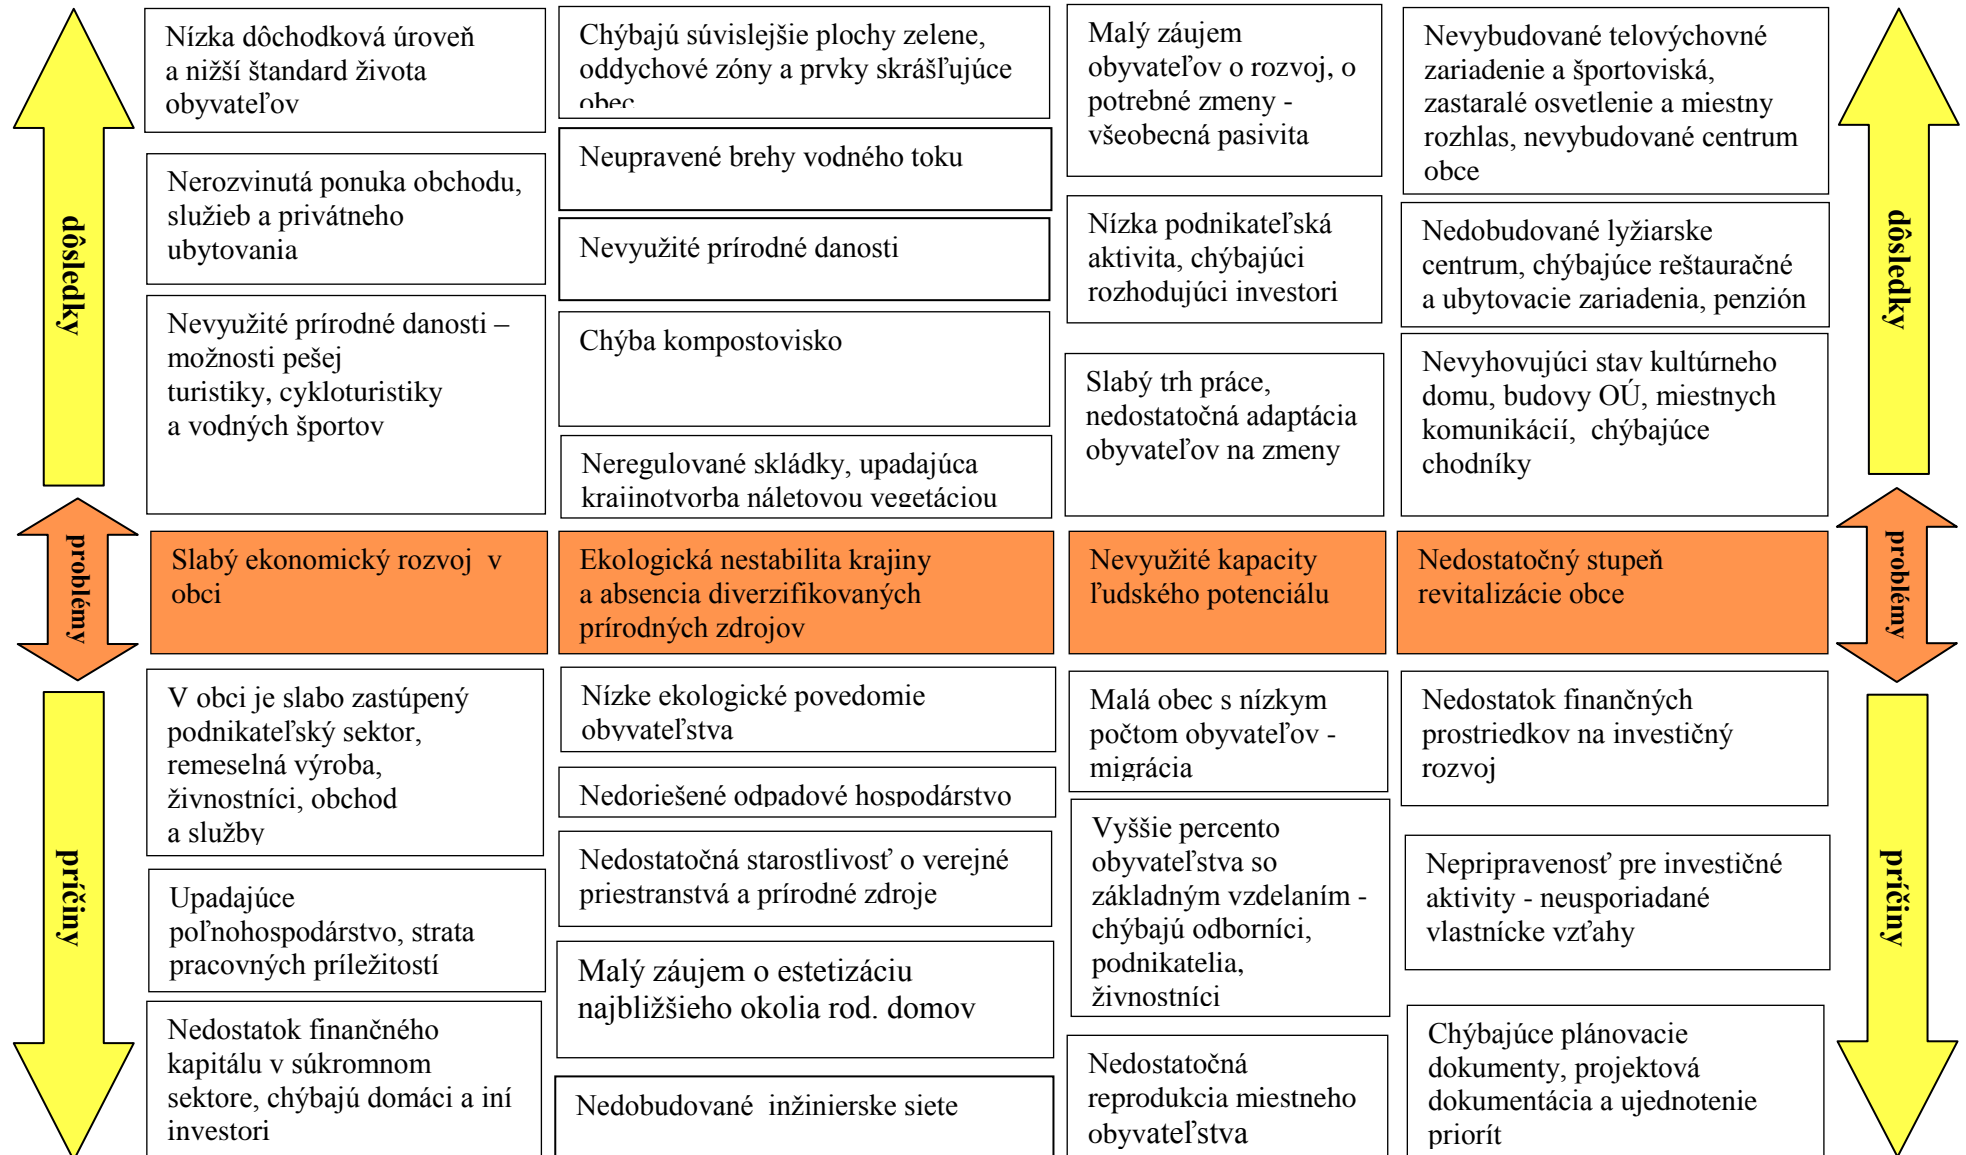 dôsledky
Nízka dôchodková úroveň
a nižší štandard života
obyvateľov
Nerozvinutá ponuka obchodu,
služieb a privátneho
ubytovania
Nevyužité prírodné danosti –
možnosti pešej
turistiky, cykloturistiky
a vodných športov
Chýbajú súvislejšie plochy zelene,
oddychové zóny a prvky skrášľujúce
obec
Neupravené brehy vodného toku
Nevyužité prírodné danosti
Chýba kompostovisko
Neregulované skládky, upadajúca
krajinotvorba náletovou vegetáciou
Malý záujem
obyvateľov o rozvoj, o
potrebné zmeny -
všeobecná pasivita
Nízka podnikateľská
aktivita, chýbajúci
rozhodujúci investori
Slabý trh práce,
nedostatočná adaptácia
obyvateľov na zmeny
Nevybudované telovýchovné
zariadenie a športoviská,
zastaralé osvetlenie a miestny
rozhlas, nevybudované centrum
obce
Nedobudované lyžiarske
centrum, chýbajúce reštauračné
a ubytovacie zariadenia, penzión
Nevyhovujúci stav kultúrneho
domu, budovy OÚ, miestnych
komunikácií,  chýbajúce
chodníky
dôsledky
problémy
Slabý ekonomický rozvoj  v
obci
Ekologická nestabilita krajiny
a absencia diverzifikovaných
prírodných zdrojov
Nevyužité kapacity
ľudského potenciálu
Nedostatočný stupeň
revitalizácie obce
problémy
príčiny
V obci je slabo zastúpený
podnikateľský sektor,
remeselná výroba,
živnostníci, obchod
a služby
Upadajúce
poľnohospodárstvo, strata
pracovných príležitostí
Nedostatok finančného
kapitálu v súkromnom
sektore, chýbajú domáci a iní
investori
Nízke ekologické povedomie
obyvateľstva
Nedoriešené odpadové hospodárstvo
Nedostatočná starostlivosť o verejné
priestranstvá a prírodné zdroje
Malý záujem o estetizáciu
najbližšieho okolia rod. domov
Nedobudované  inžinierske siete
Malá obec s nízkym
počtom obyvateľov -
migrácia
Vyššie percento
obyvateľstva so
základným vzdelaním -
chýbajú odborníci,
podnikatelia,
živnostníci
Nedostatočná
reprodukcia miestneho
obyvateľstva
Nedostatok finančných
prostriedkov na investičný
rozvoj
Nepripravenosť pre investičné
aktivity - neusporiadané
vlastnícke vzťahy
Chýbajúce plánovacie
dokumenty, projektová
dokumentácia a ujednotenie
priorít
príčiny